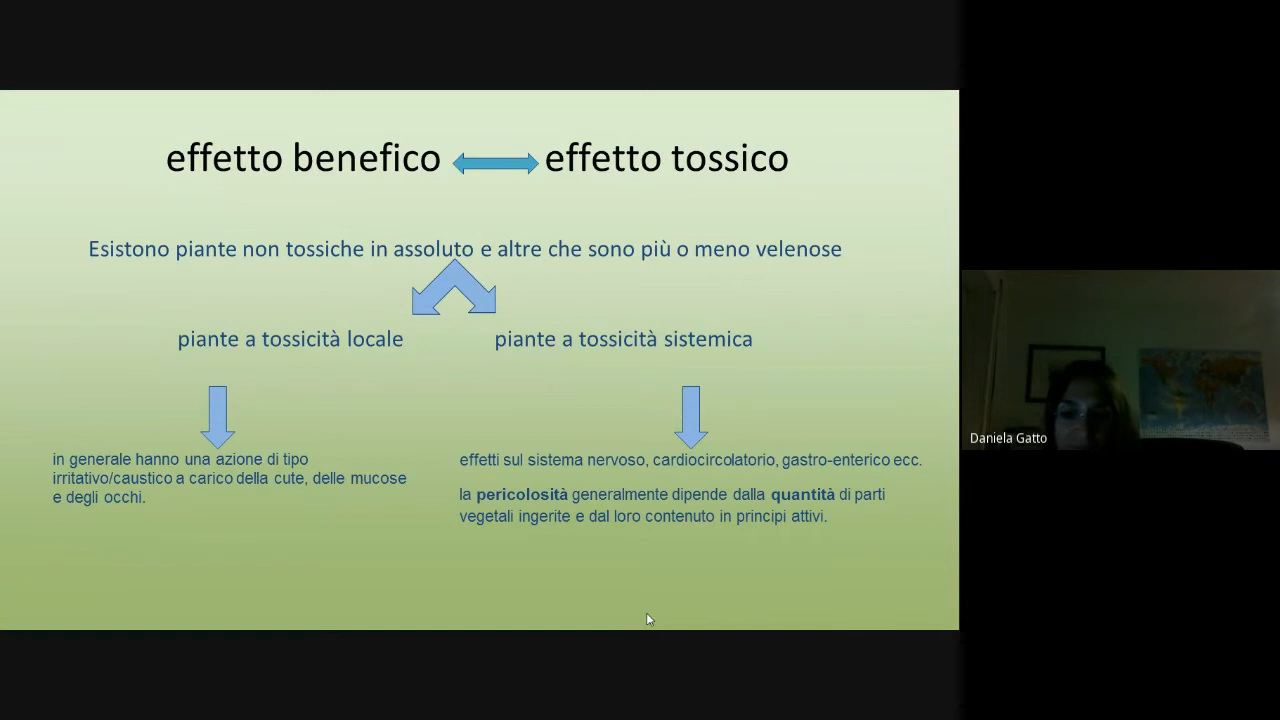 effetto benefico effetto tossico
Esistono piante non tossiche in assoluto e altre che sono più o meno velenose
piante a tossicità locale
piante a tossicità sistemica
in generale hanno una azione di tipo
irritativo/caustico a carico della cute, delle mucose
e degli occhi.
effetti sul sistema nervoso, cardiocircolatorio, gastro-enterico ecc.
la pericolosità generalmente dipende dalla quantità di parti
vegetali ingerite e dal loro contenuto in principi attivi.
Daniela Gatto